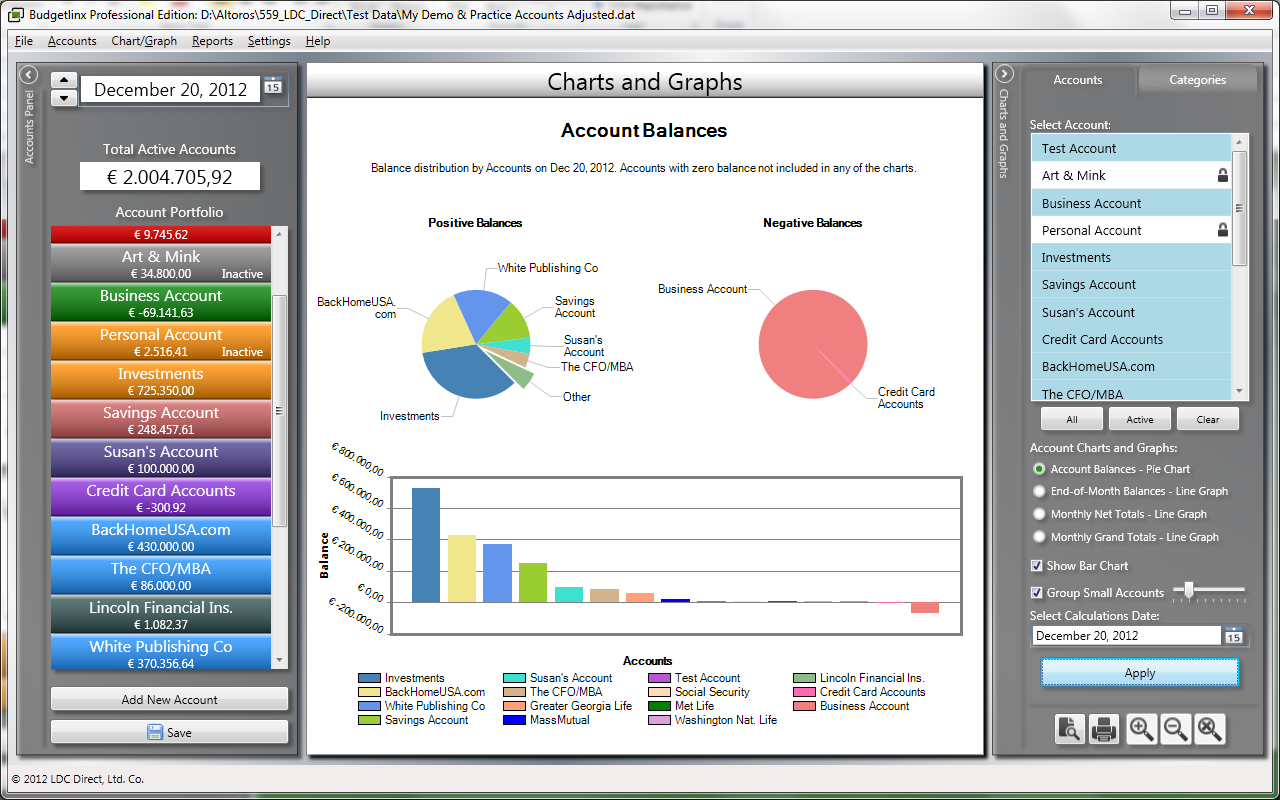 Budgetlinx Professional Edition: D:\Altoros\559_LDC_Direct\Test Data\My Demo & Practice Accounts Adjusted.dat
File Accounts Chart/Graph Reports Settings Help
Accounts Panel
December 20, 2012
15
Total Active Accounts
€ 2.004.705,92
Account Portfolio
€ 9.745,62
Art & Mink
€ 34.800,00 Inactive
Business Account
€ -69.141,63
Personal Account
€ 2.516,41 Inactive
Investments
€ 725.350,00
Savings Account
€ 248.457,61
Susan's Account
€ 100.000,00
Credit Card Accounts
€ -300,92
BackHomeUSA.com
€ 430.000,00
The CFO/MBA
€ 86.000,00
Lincoln Financial Ins.
€ 1.082,37
White Publishing Co
€ 370.356,64
Add New Account
Save
Charts and Graphs
Account Balances
Balance distribution by Accounts on Dec 20, 2012. Accounts with zero balance not included in any of the charts.
Positive Balances
White Publishing Co
BackHomeUSA.
com
Savings
Account
Susan's
Account
The CFO/MBA
Other
Investments
Negative Balances
Business Account
Credit Card
Accounts
Balance
€ 800.000,00
€ 600.000,00
€ 400.000,00
€ 200.000,00
€ 0,00
€ -200.000,00
Accounts
Investments Susan's Account Test Account Lincoln Financial Ins.
BackHomeUSA.com The CFO/MBA Social Security Credit Card Accounts
White Publishing Co Greater Georgia Life Met Life Business Account
Savings Account MassMutual Washington Nat. Life
Charts and Graphs
Accounts Categories
Select Account:
Test Account
Art & Mink
Business Account
Personal Account
Investments
Savings Account
Susan's Account
Credit Card Accounts
BackHomeUSA.com
The CFO/MBA
All Active Clear
Account Charts and Graphs:
Account Balances - Pie Chart
End-of-Month Balances - Line Graph
Monthly Net Totals - Line Graph
Monthly Grand Totals - Line Graph
Show Bar Chart
Group Small Accounts
Select Calculations Date:
December 20, 2012
15
Apply
© 2012 LDC Direct, Ltd. Co.